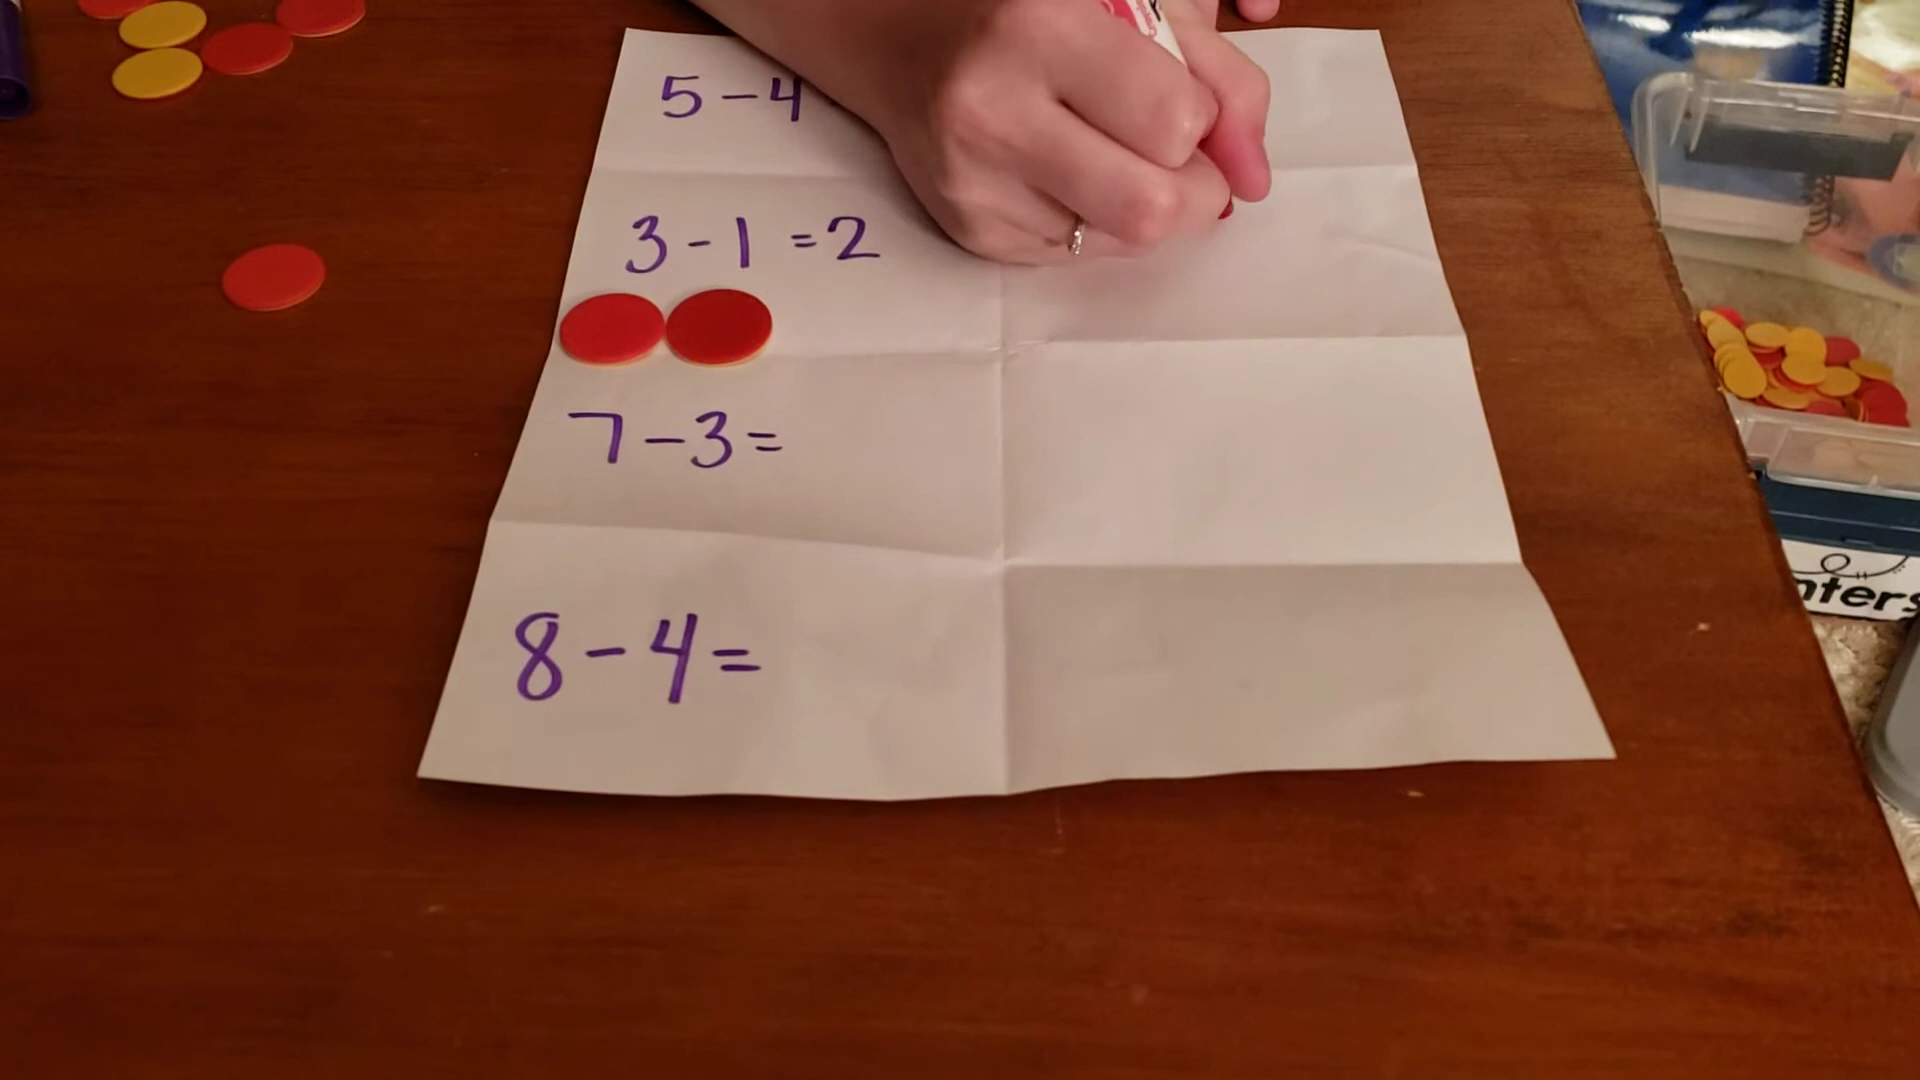 5-4
3-1=2
7-3=
8-4=
nters